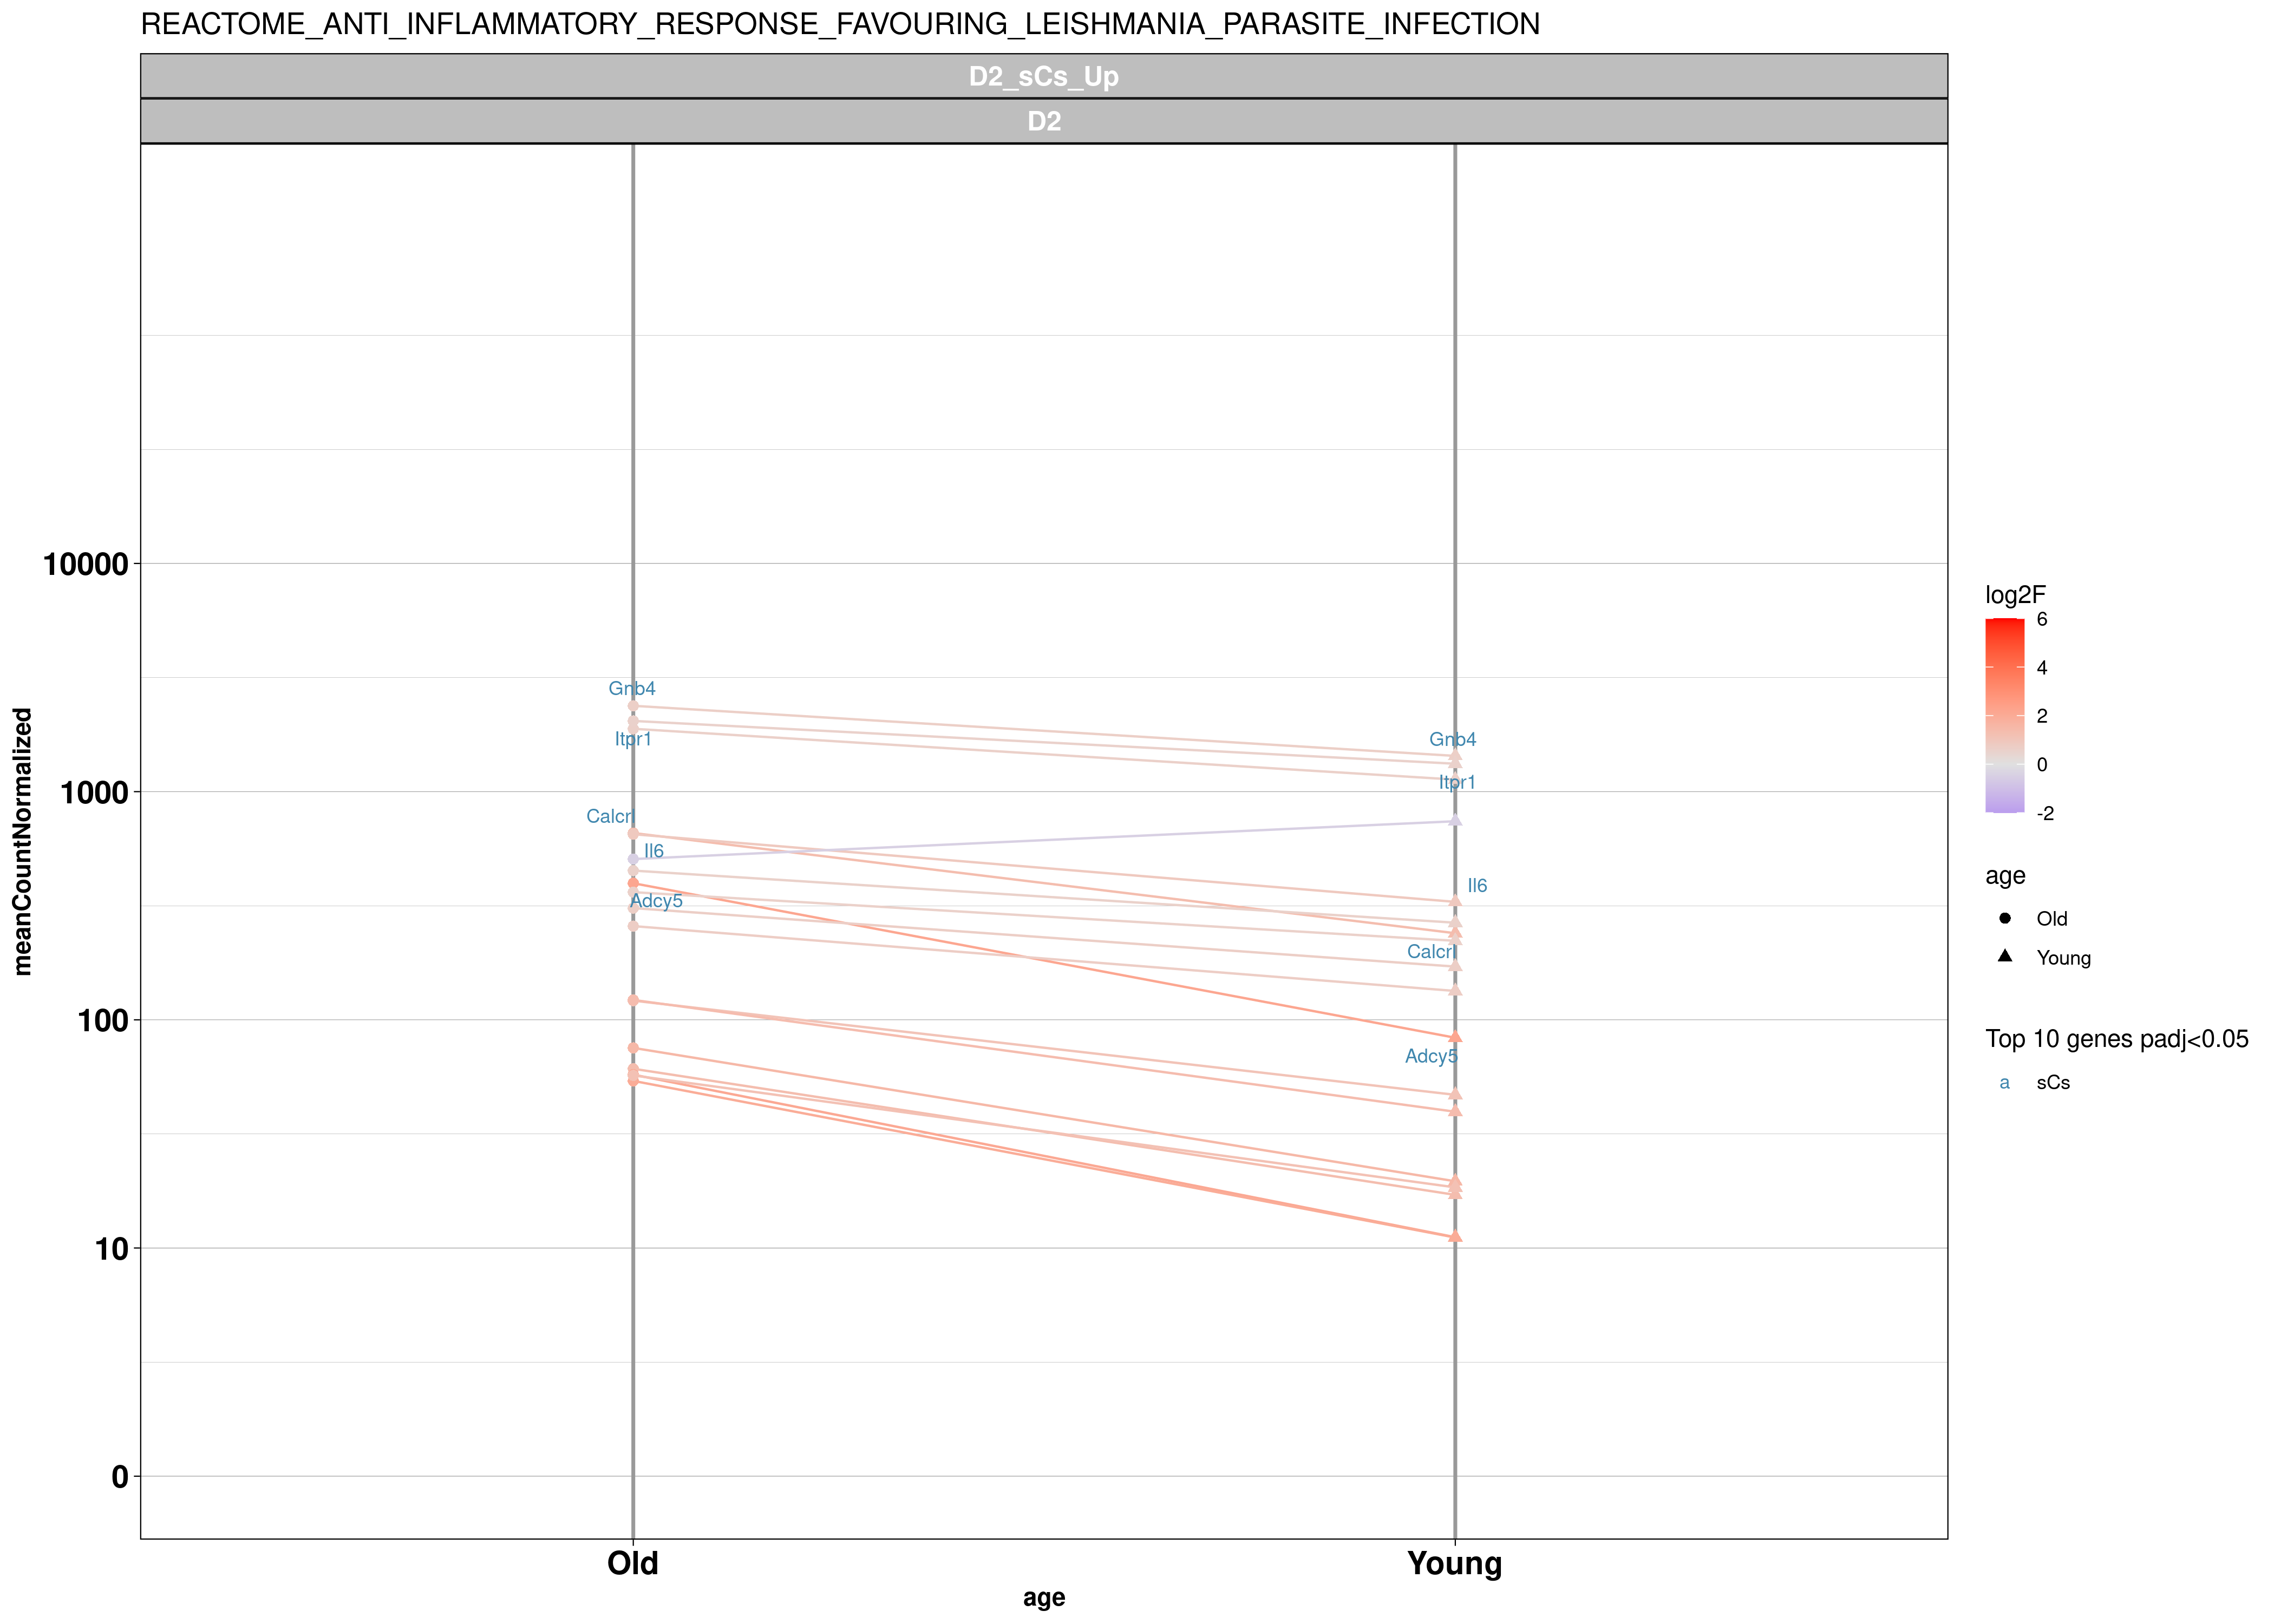 REACTOME_ANTI_INFLAMMATORY_RESPONSE_FAVOURING_LEISHMANIA_PARASITE_INFECTION
D2_sCs_Up
D2
meanCountNormalized
10000
1000
100
10
0
Gnb4
Itpr1
Calcrl
Il6
Adcy5
Gnb4
Itpr1
Il6
Calcrl
Adcy5
Old
Young
age
log2F
6
4
2
0
-2
age
Old
Young
Top 10 genes padj<0.05
a sCs